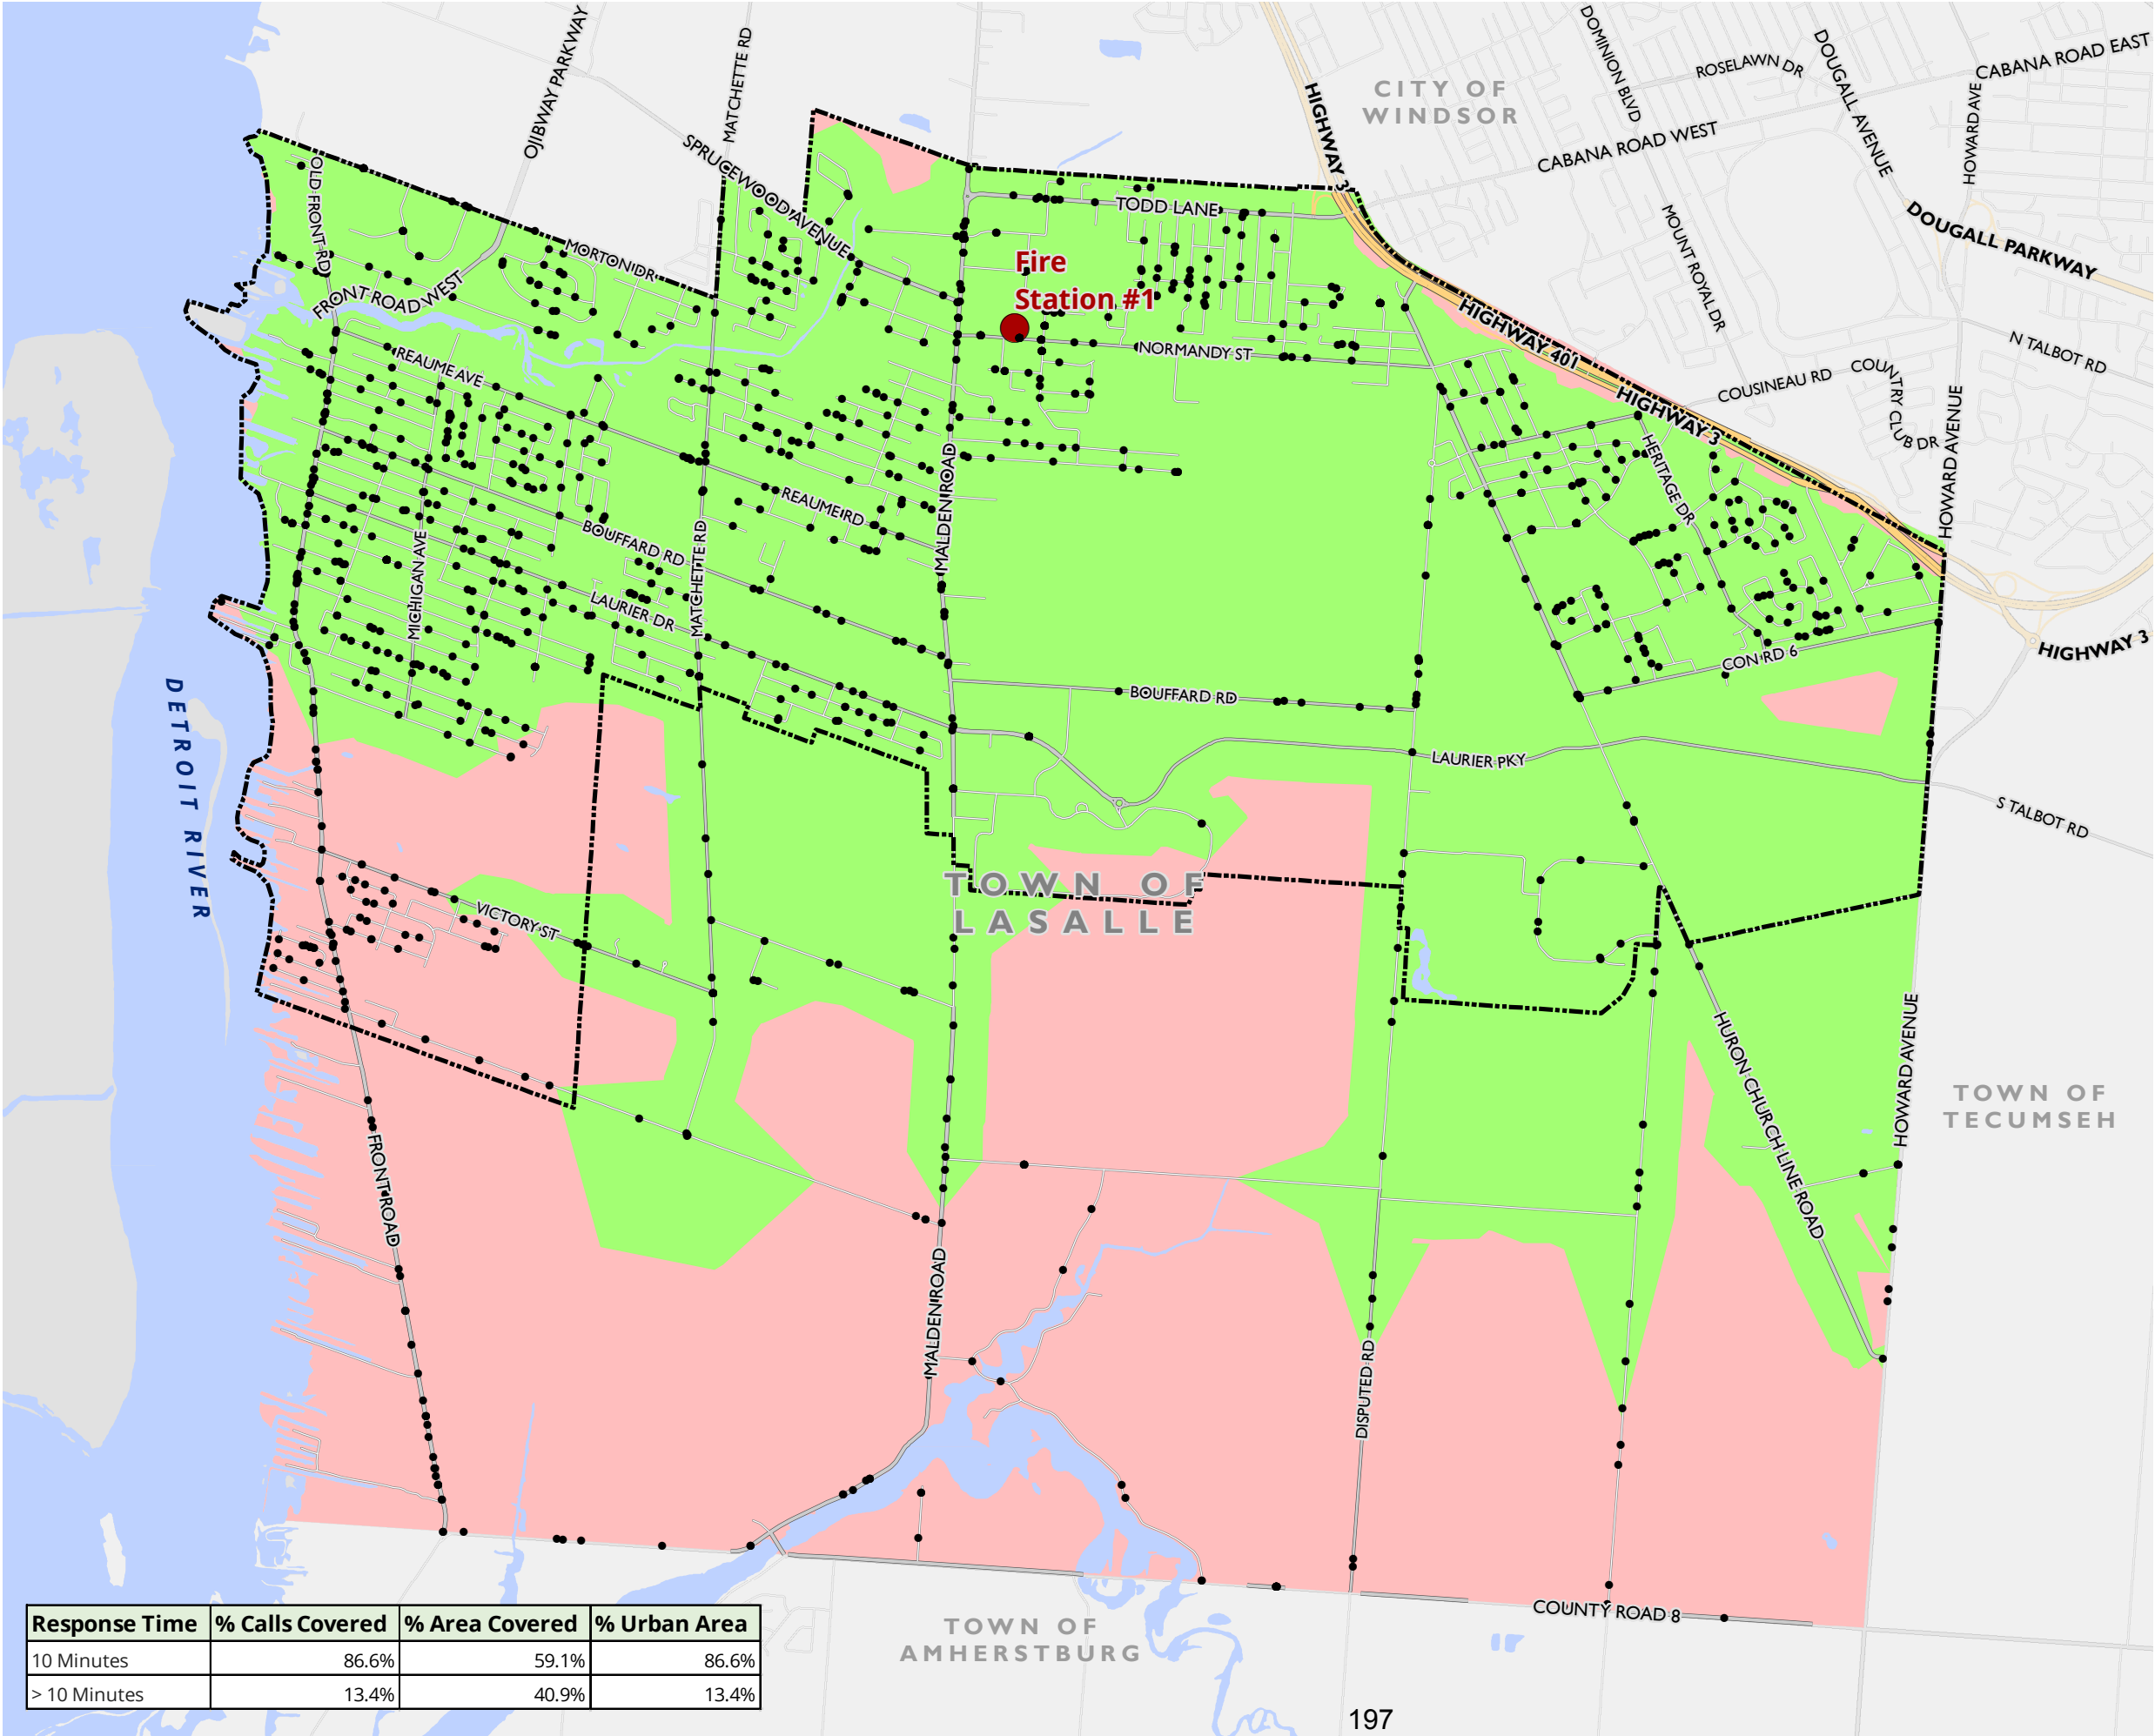 OJIBWAY PARKWAY
MATCHETTE RD
HIGHWAY 3
CITY OF
WINDSOR
DOMINION BLVD
ROSELAWN DR
DOUGALL AVENUE
CABANA ROAD EAST
HOWARD AVE
CABANA ROAD WEST
SPRUCEWOOD AVENUE
OLD FRONT RD
TODD LANE
MOUNT ROYAL DR
DOUGALL PARKWAY
MORTON DR
FRONT ROAD WEST
Fire
Station #1
HIGHWAY 401
N TALBOT RD
REAUME AVE
NORMANDY ST
COUSINEAU RD
COUNTRY CLUB DR
HIGHWAY 3
HOWARD AVENUE
HERITAGE DR
MALDEN ROAD
REAUME RD
BOUFFARD RD
MATCHETTE RD
MICHIGAN AVE
LAURIER DR
HIGHWAY 3
CON RD 6
BOUFFARD RD
DETROIT RIVER
LAURIER PKY
S TALBOT RD
TOWN OF
LASALLE
VICTORY ST
HURON CHURCH LINE ROAD
HOWARD AVENUE
TOWN OF
TECUMSEH
FRONT ROAD
MALDEN ROAD
DISPUTED RD
COUNTY ROAD 8
TOWN OF
AMHERSTBURG
Response Time % Calls Covered % Area Covered % Urban Area
10 Minutes 86.6% 59.1% 86.6%
> 10 Minutes 13.4% 40.9% 13.4%
197